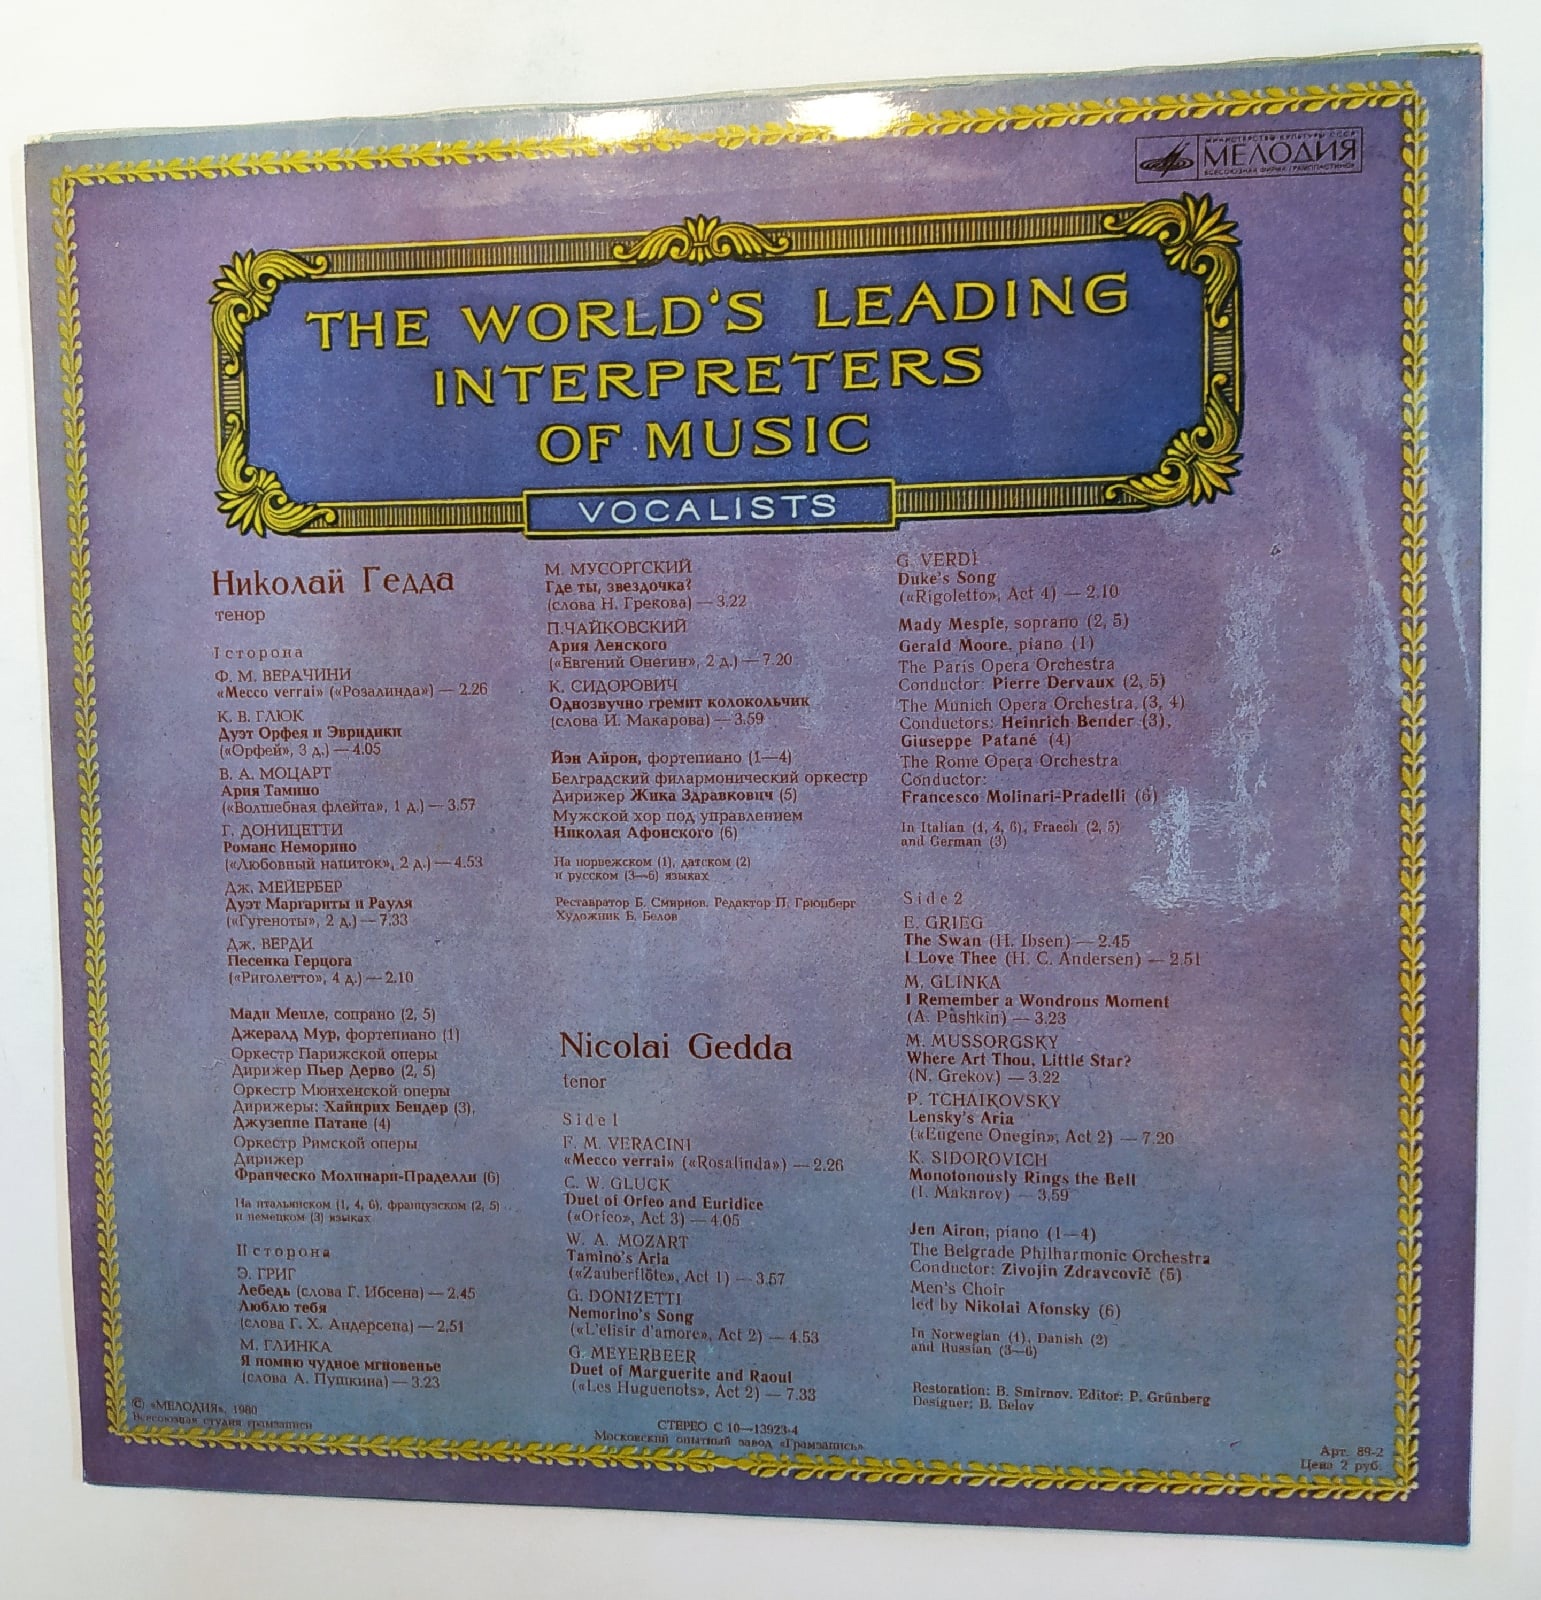 МИНИСТЕРСТВО КУЛЬТУРЫ СССР
МЕЛОДИЯ
ВСЕСОЮЗНАЯ ФИРМА ГРАМПЛАСТИНОК
THE WORLD'S LEADING
INTERPRETERS
OF MUSIC
VOCALISTS
Николай Гедда
тенор
I сторона
Ф. М. ВЕРАЧИНИ
«Mecco verrai» («Розалинда») — 2.26
К. В. ГЛЮК
Дуэт Орфея и Эвридики
(«Орфей», 3 д.) — 4.05
В. А. МОЦАРТ
Ария Тамино
(«Волшебная флейта», 1 д.) — 3.57
Г. ДОНИЦЕТТИ
Романс Неморино
(«Любовный напиток», 2 д.) — 4.53
Дж. МЕЙЕРБЕР
Дуэт Маргариты и Рауля
(«Гугеноты», 2 д.) — 7.33
Дж. ВЕРДИ
Песенка Герцога
(«Риголетто», 4 д.) — 2.10
Мади Мепле, сопрано (2, 5)
Джералд Мур, фортепиано (1)
Оркестр Парижской оперы
Дирижер Пьер Дерво (2, 5)
Оркестр Мюнхенской оперы
Дирижеры: Хайнрих Бендер (3),
Джузеппе Патане (4)
Оркестр Римской оперы
Дирижер
Франческо Молинари-Праделли (6)
На итальянском (1, 4, 6), французском (2, 5)
и немецком (3) языках
II сторона
Э. ГРИГ
Лебедь (слова Г. Ибсена) — 2.45
Люблю тебя
(слова Г. Х. Андерсена) — 2.51
М. ГЛИНКА
Я помню чудное мгновенье
(слова А. Пушкина) — 3.23
М. МУСОРГСКИЙ
Где ты, звездочка?
(слова Н. Грекова) — 3.22
П. ЧАЙКОВСКИЙ
Ария Ленского
(«Евгений Онегин», 2 д.) — 7.20
К. СИДОРОВИЧ
Однозвучно гремит колокольчик
(слова И. Макарова) — 3.59
Йэн Айрон, фортепиано (1—4)
Белградский филармонический оркестр
Дирижер Жика Здравкович (5)
Мужской хор под управлением
Николая Афонского (6)
На норвежском (1), датском (2)
и русском (3—6) языках
Реставратор Б. Смирнов. Редактор П. Грюнберг
Художник Б. Белов
Nicolai Gedda
tenor
Side 1
F. M. VERACINI
«Mecco verrai» («Rosalinda») — 2.26
C. W. GLUCK
Duet of Orfeo and Euridice
(«Orfeo», Act 3) — 4.05
W. A. MOZART
Tamino's Aria
(«Zauberflöte», Act 1) — 3.57
G. DONIZETTI
Nemorino's Song
(«L'elisir d'amore», Act 2) — 4.53
G. MEYERBEER
Duet of Marguerite and Raoul
(«Les Huguenots», Act 2) — 7.33
G. VERDI
Duke's Song
(«Rigoletto», Act 4) — 2.10
Mady Mesple, soprano (2, 5)
Gerald Moore, piano (1)
The Paris Opera Orchestra
Conductor: Pierre Dervaux (2, 5)
The Munich Opera Orchestra (3, 4)
Conductors: Heinrich Bender (3),
Giuseppe Patané (4)
The Rome Opera Orchestra
Conductor:
Francesco Molinari-Pradelli (6)
In Italian (1, 4, 6), Fraech (2, 5)
and German (3)
Side 2
E. GRIEG
The Swan (H. Ibsen) — 2.45
I Love Thee (H. C. Andersen) — 2.51
M. GLINKA
I Remember a Wondrous Moment
(A. Pushkin) — 3.23
M. MUSSORGSKY
Where Art Thou, Little Star?
(N. Grekov) — 3.22
P. TCHAIKOVSKY
Lensky's Aria
(«Eugene Onegin», Act 2) — 7.20
K. SIDOROVICH
Monotonously Rings the Bell
(I. Makarov) — 3.59
Jen Airon, piano (1—4)
The Belgrade Philharmonic Orchestra
Conductor: Zivojin Zdravcovič (5)
Men's Choir
led by Nikolai Afonsky (6)
In Norwegian (1), Danish (2)
and Russian (3—6)
Restoration: B. Smirnov. Editor: P. Grünberg
Designer: B. Belov
© «МЕЛОДИЯ», 1980
Всесоюзная студия грамзаписи
СТЕРЕО С 10—13923-4
Московский опытный завод «Грамзапись»
Арт. 89-2
Цена 2 руб.